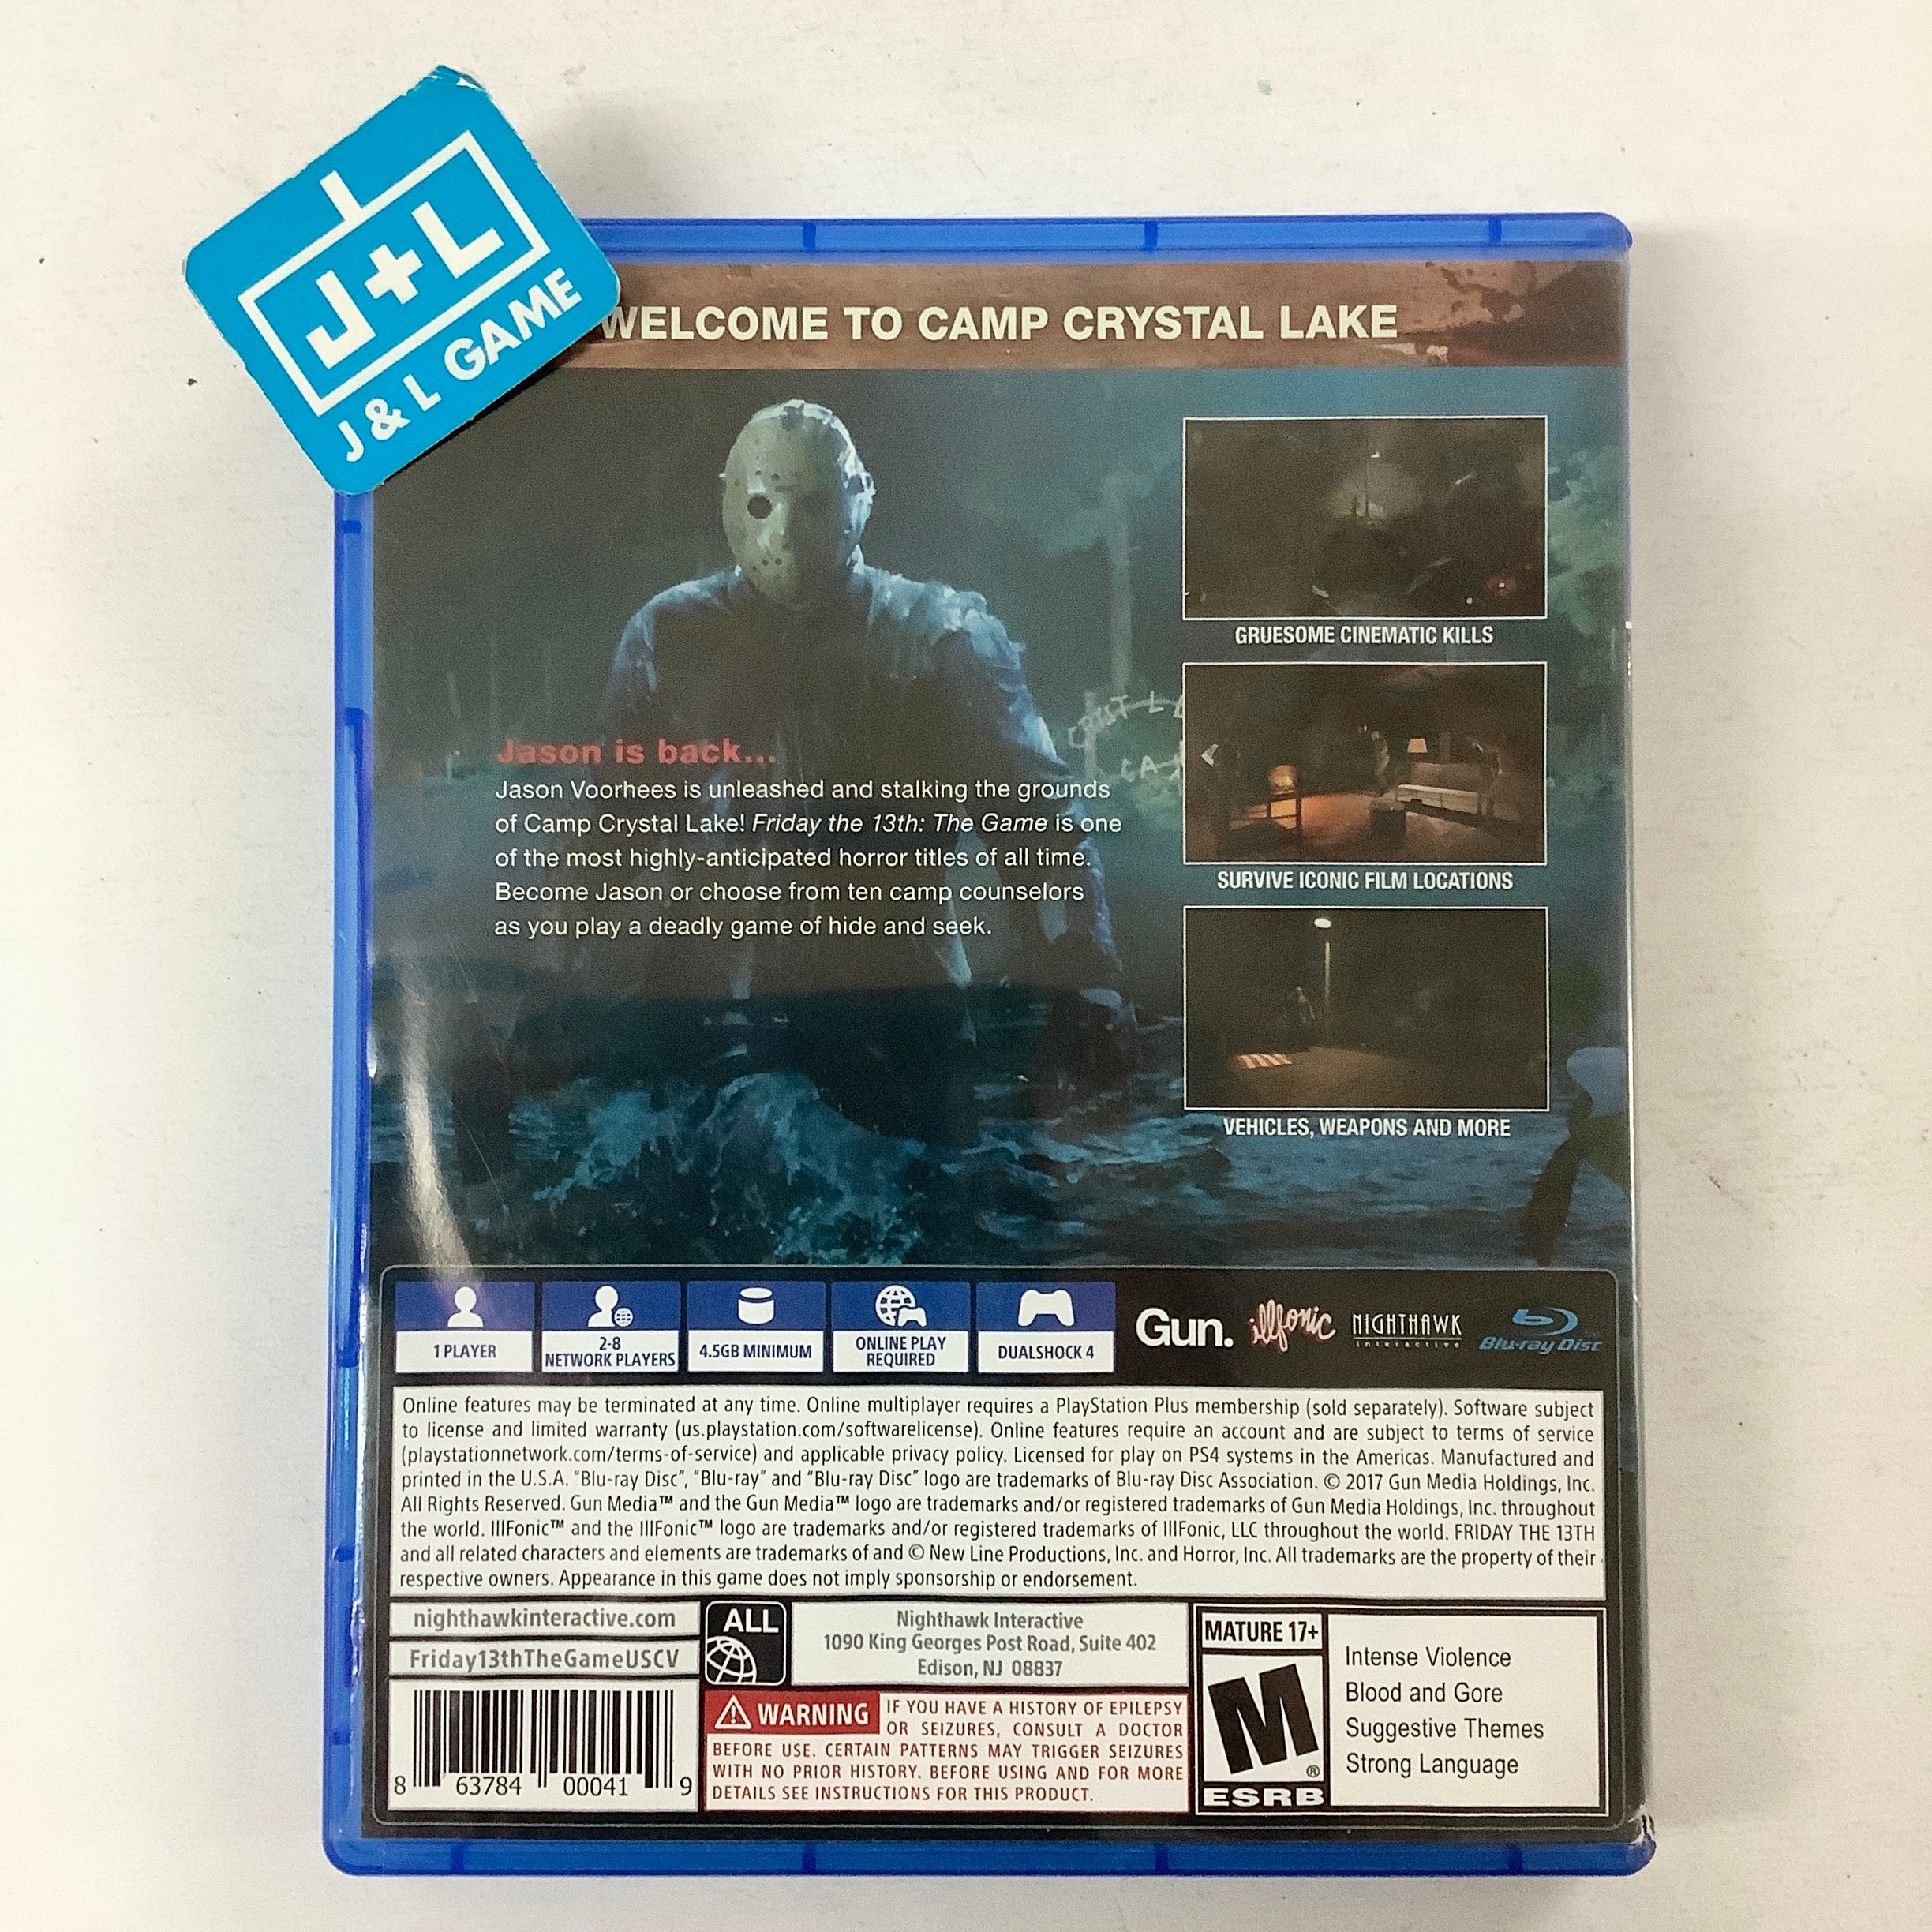 J+L
J & L GAME
WELCOME TO CAMP CRYSTAL LAKE
GRUESOME CINEMATIC KILLS
SURVIVE ICONIC FILM LOCATIONS
VEHICLES, WEAPONS AND MORE
Jason is back...
Jason Voorhees is unleashed and stalking the grounds
of Camp Crystal Lake! Friday the 13th: The Game is one
of the most highly-anticipated horror titles of all time.
Become Jason or choose from ten camp counselors
as you play a deadly game of hide and seek.
1 PLAYER
2-8
NETWORK PLAYERS
4.5GB MINIMUM
ONLINE PLAY
REQUIRED
DUALSHOCK 4
Gun.
illfonic
NIGHTHAWK
interactive
Blu-ray Disc
Online features may be terminated at any time. Online multiplayer requires a PlayStation Plus membership (sold separately). Software subject
to license and limited warranty (us.playstation.com/softwarelicense). Online features require an account and are subject to terms of service
(playstationnetwork.com/terms-of-service) and applicable privacy policy. Licensed for play on PS4 systems in the Americas. Manufactured and
printed in the U.S.A. “Blu-ray Disc”, “Blu-ray” and “Blu-ray Disc” logo are trademarks of Blu-ray Disc Association. © 2017 Gun Media Holdings, Inc.
All Rights Reserved. Gun Media™ and the Gun Media™ logo are trademarks and/or registered trademarks of Gun Media Holdings, Inc. throughout
the world. IllFonic™ and the IllFonic™ logo are trademarks and/or registered trademarks of IllFonic, LLC throughout the world. FRIDAY THE 13TH
and all related characters and elements are trademarks of and © New Line Productions, Inc. and Horror, Inc. All trademarks are the property of their
respective owners. Appearance in this game does not imply sponsorship or endorsement.
nighthawkinteractive.com
Friday13thTheGameUSCV
8 63784 00041 9
ALL
Nighthawk Interactive
1090 King Georges Post Road, Suite 402
Edison, NJ 08837
WARNING IF YOU HAVE A HISTORY OF EPILEPSY
OR SEIZURES, CONSULT A DOCTOR
BEFORE USE. CERTAIN PATTERNS MAY TRIGGER SEIZURES
WITH NO PRIOR HISTORY. BEFORE USING AND FOR MORE
DETAILS SEE INSTRUCTIONS FOR THIS PRODUCT.
MATURE 17+
M
®
ESRB
Intense Violence
Blood and Gore
Suggestive Themes
Strong Language